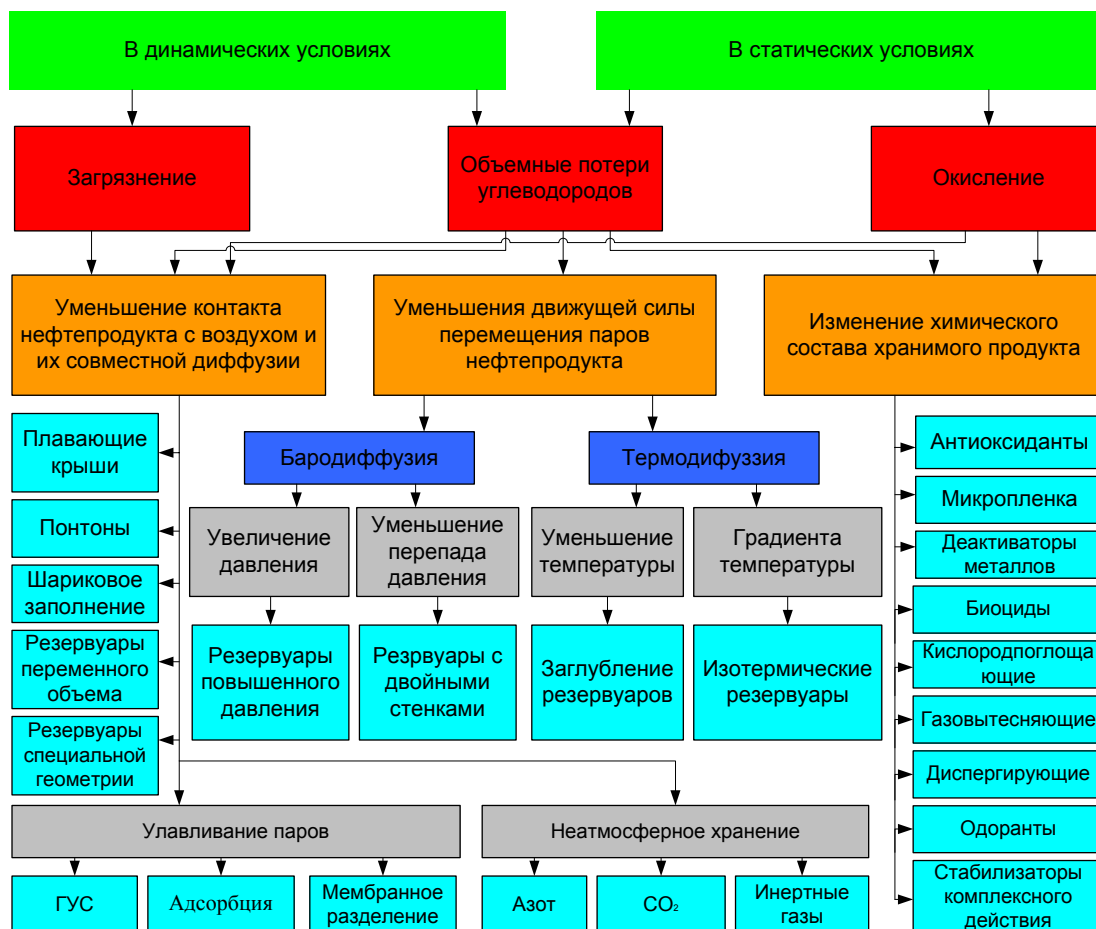 В динамических условиях
В статических условиях
Загрязнение
Объемные потери
углеводородов
Окисление
Уменьшение контакта
нефтепродукта с воздухом и
их совместной диффузии
Уменьшения движущей силы
перемещения паров
нефтепродукта
Изменение химического
состава хранимого продукта
Плавающие
крыши
Понтоны
Шариковое
заполнение
Резервуары
переменного
объема
Резервуары
специальной
геометрии
Бародиффузия
Термодифуззия
Увеличение
давления
Уменьшение
перепада
давления
Уменьшение
температуры
Градиента
температуры
Резервуары
повышенного
давления
Резрвуары с
двойными
стенками
Заглубление
резервуаров
Изотермические
резервуары
Антиоксиданты
Микропленка
Деактиваторы
металлов
Биоциды
Кислородпоглоща
ющие
Газовытесняющие
Диспергирующие
Одоранты
Стабилизаторы
комплексного
действия
Улавливание паров
Неатмосферное хранение
ГУС
Адсорбция
Мембранное
разделение
Азот
CO₂
Инертные
газы